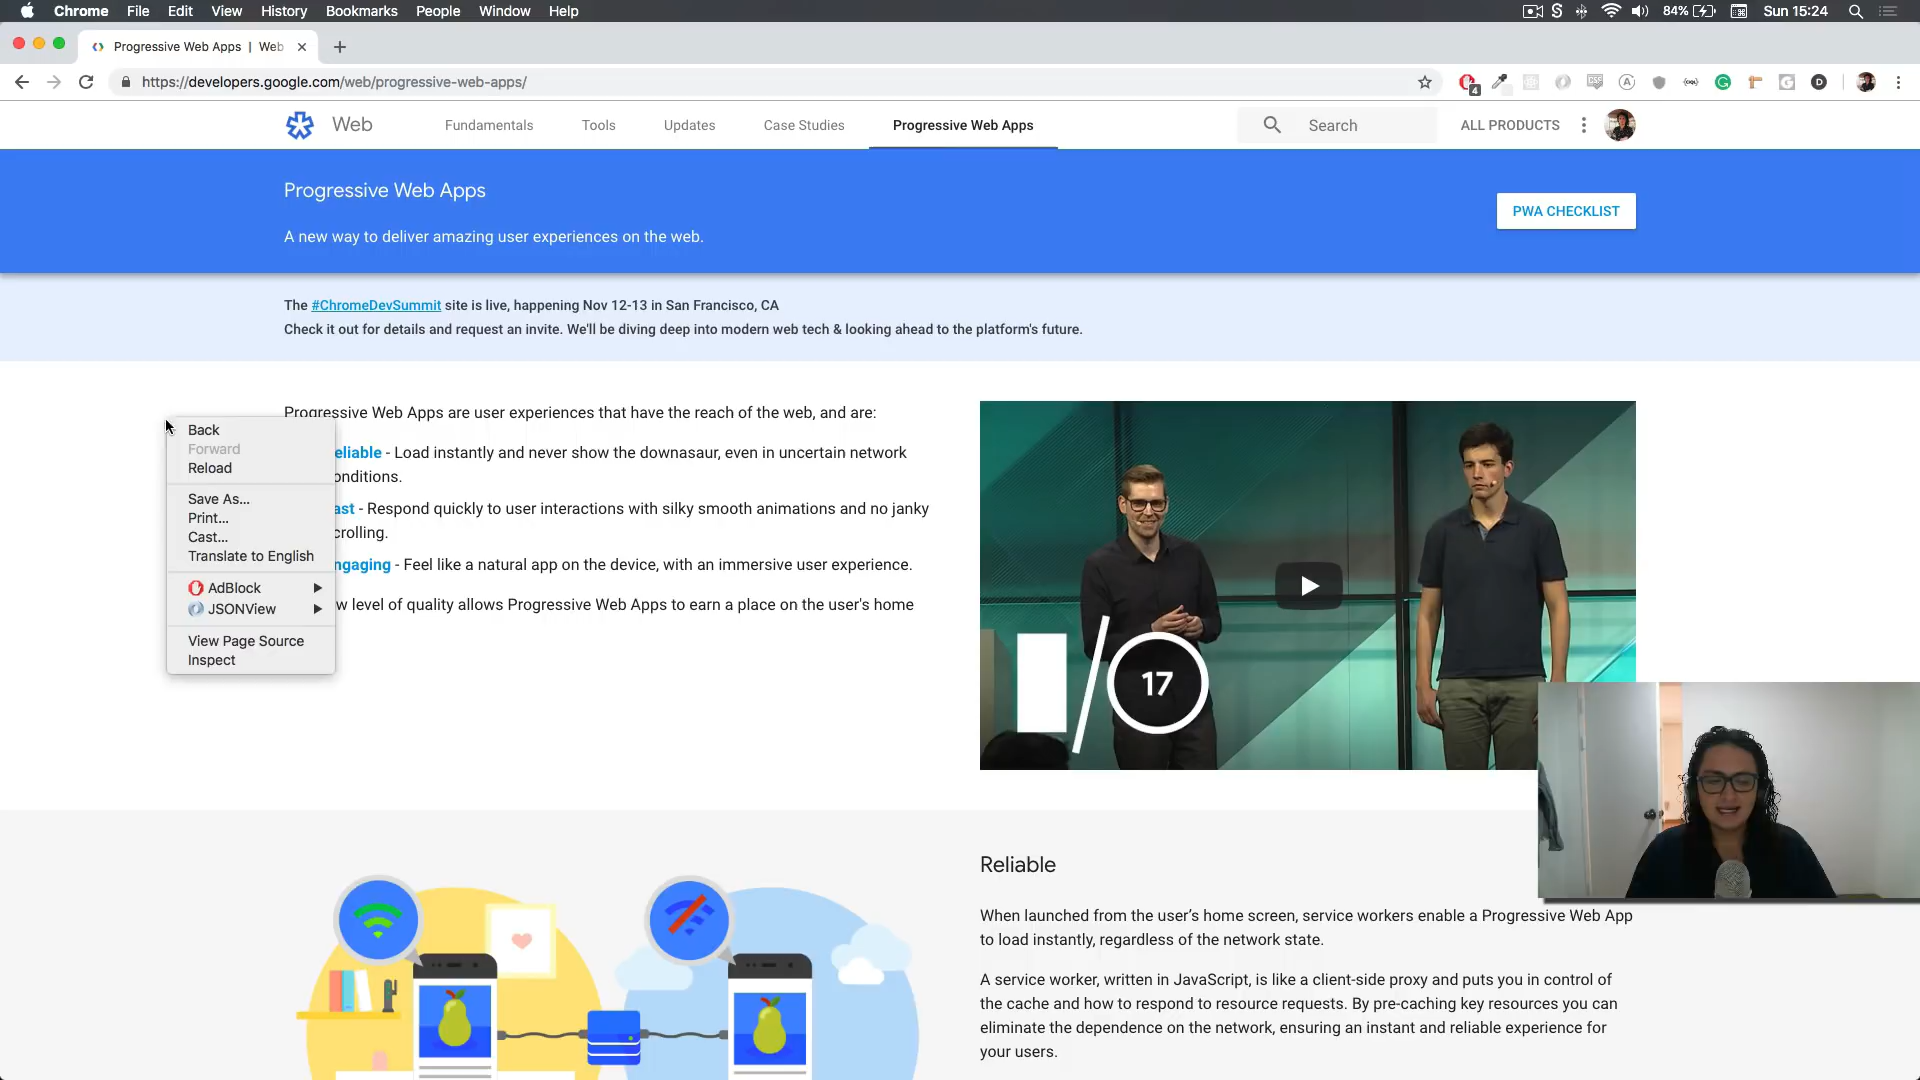 Chrome File Edit View History Bookmarks People Window Help
84% Sun 15:24
Progressive Web Apps | Web
https://developers.google.com/web/progressive-web-apps/
4
Web Fundamentals Tools Updates Case Studies Progressive Web Apps Search ALL PRODUCTS
Progressive Web Apps
PWA CHECKLIST
A new way to deliver amazing user experiences on the web.
The #ChromeDevSummit site is live, happening Nov 12-13 in San Francisco, CA
Check it out for details and request an invite. We'll be diving deep into modern web tech & looking ahead to the platform's future.
Progressive Web Apps are user experiences that have the reach of the web, and are:
eliable - Load instantly and never show the downasaur, even in uncertain network
onditions.
ast - Respond quickly to user interactions with silky smooth animations and no janky
crolling.
ngaging - Feel like a natural app on the device, with an immersive user experience.
w level of quality allows Progressive Web Apps to earn a place on the user's home
Back
Forward
Reload
Save As...
Print...
Cast...
Translate to English
AdBlock
JSONView
View Page Source
Inspect
17
Reliable
When launched from the user's home screen, service workers enable a Progressive Web App
to load instantly, regardless of the network state.
A service worker, written in JavaScript, is like a client-side proxy and puts you in control of
the cache and how to respond to resource requests. By pre-caching key resources you can
eliminate the dependence on the network, ensuring an instant and reliable experience for
your users.